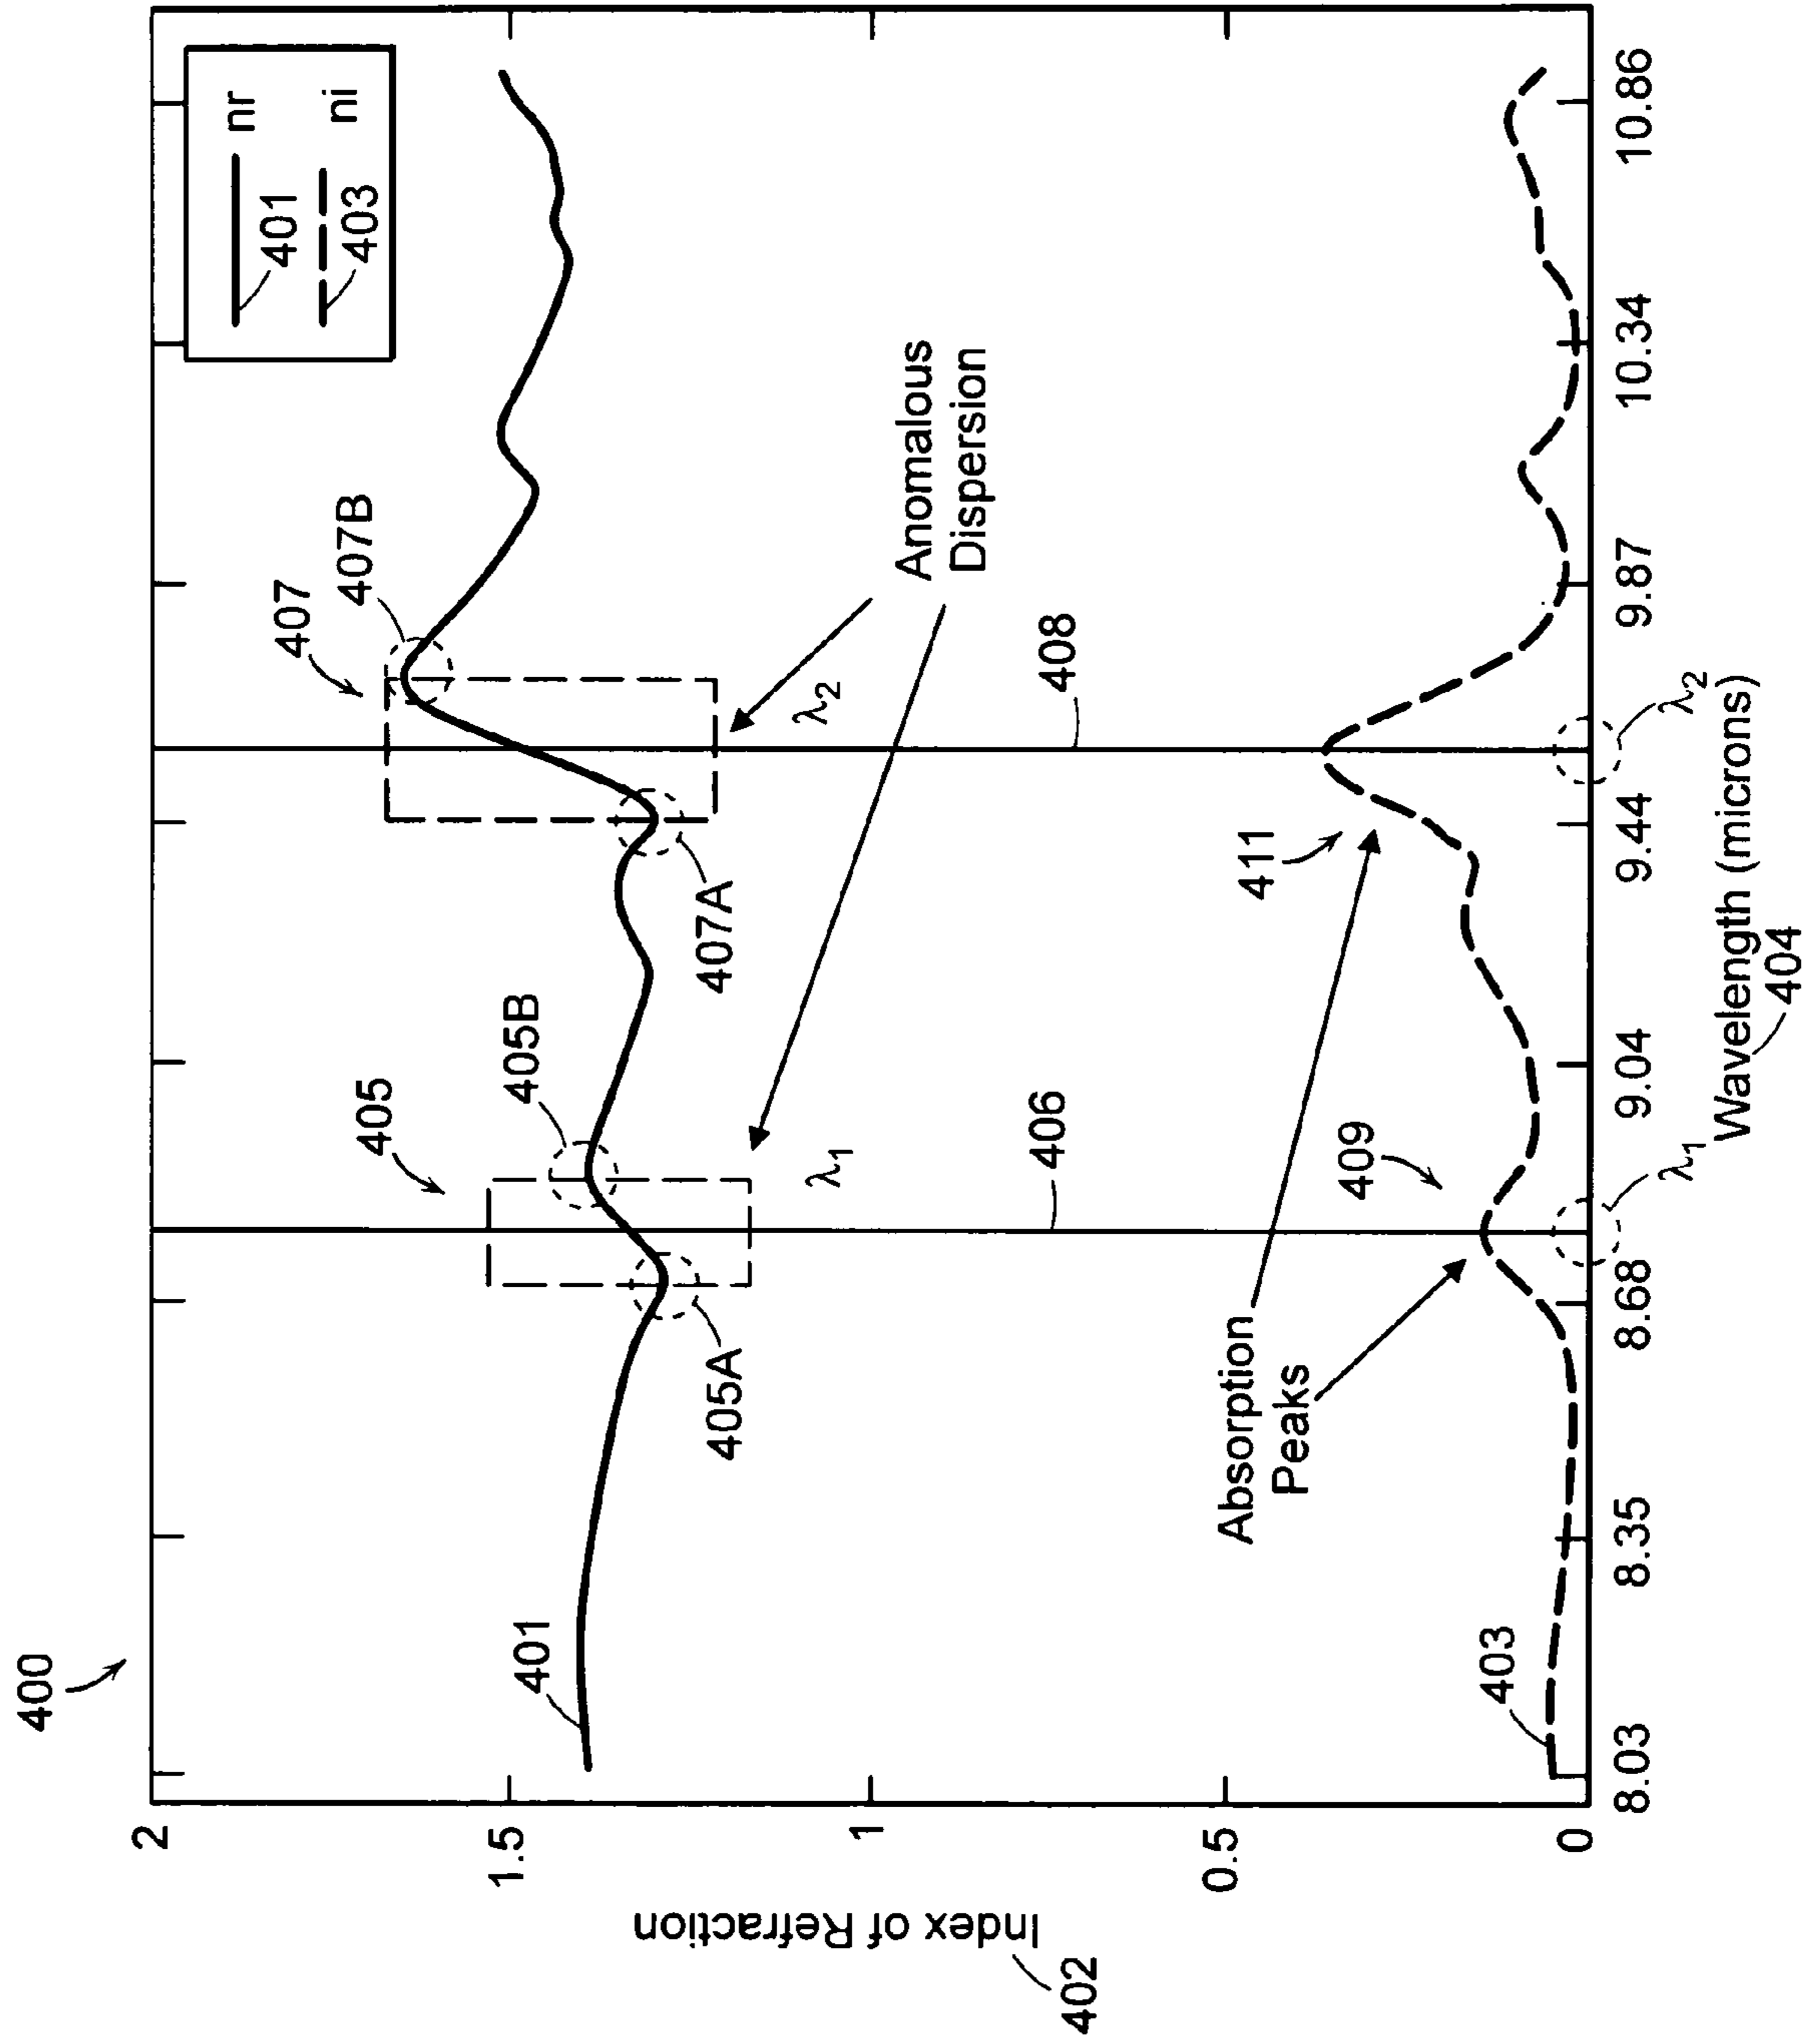 400
2
1.5
1
0.5
0
Index of Refraction
402
nr
401
ni
403
407
407B
405
405B
401
405A
407A
Anomalous
Dispersion
λ1
λ2
406
408
Absorption
Peaks
409
411
403
8.03
8.35
8.68
9.04
9.44
9.87
10.34
10.86
λ1
λ2
Wavelength (microns)
404